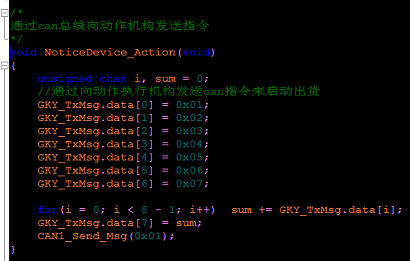 /*
通过can总线向动作机构发送指令
*/
void NoticeDevice_Action(void)
{
unsigned char i, sum = 0;
//通过向动作执行机构发送can指令来启动出货
GKY_TxMsg.data[0] = 0x01;
GKY_TxMsg.data[1] = 0x02;
GKY_TxMsg.data[2] = 0x03;
GKY_TxMsg.data[3] = 0x04;
GKY_TxMsg.data[4] = 0x05;
GKY_TxMsg.data[5] = 0x06;
GKY_TxMsg.data[6] = 0x07;
for(i = 0; i < 8 - 1; i++) sum += GKY_TxMsg.data[i];
GKY_TxMsg.data[7] = sum;
CAN1_Send_Msg(0x01);
}